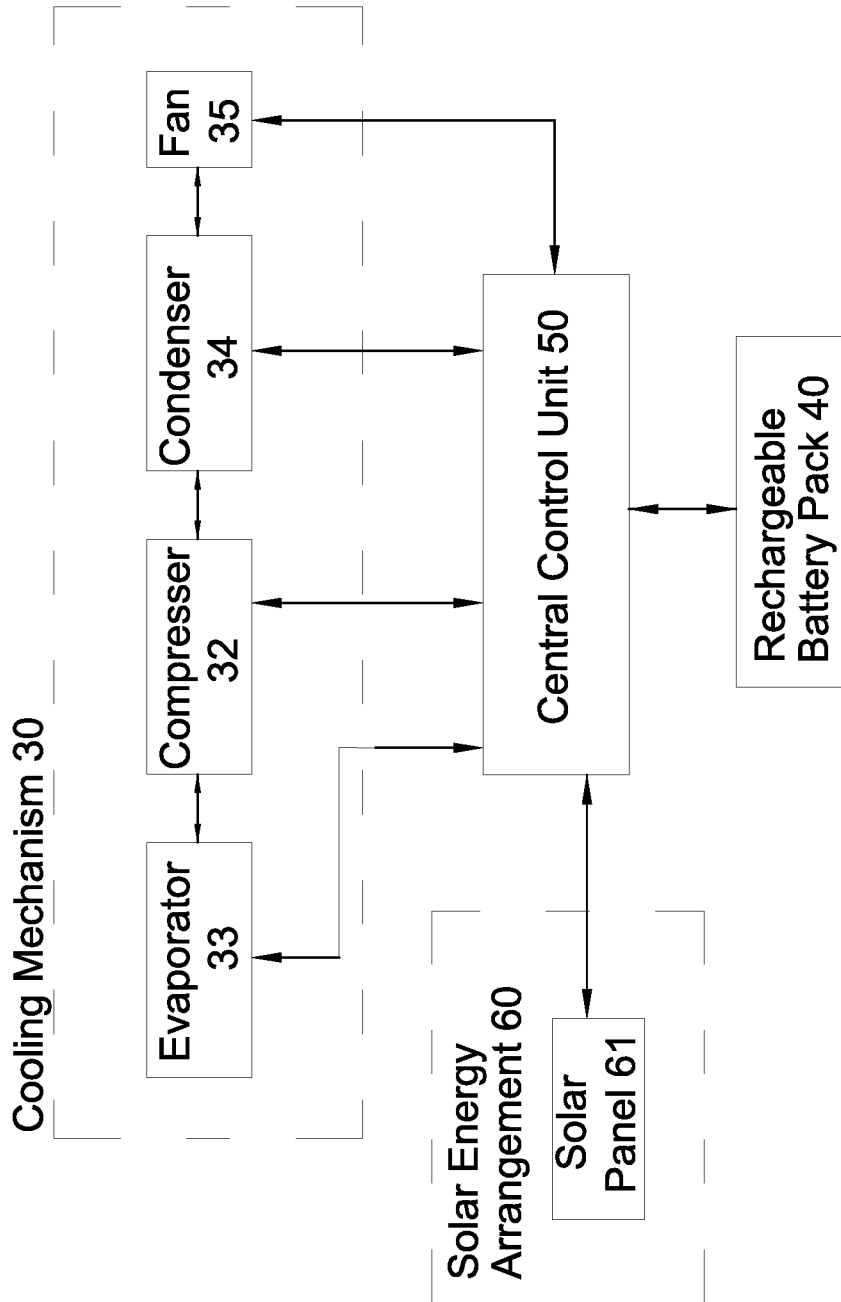 Cooling Mechanism 30
Evaporator
33
Compresser
32
Condenser
34
Fan
35
Central Control Unit 50
Solar Energy
Arrangement 60
Solar
Panel 61
Rechargeable
Battery Pack 40